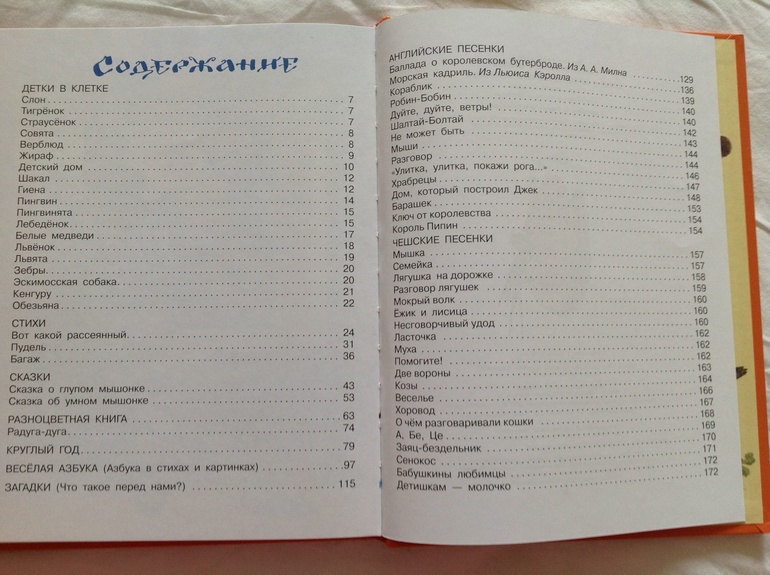 Содержание
ДЕТКИ В КЛЕТКЕ
Слон 7
Тигрёнок 7
Страусёнок 7
Совята 8
Верблюд 8
Жираф 9
Детский дом 10
Шакал 12
Гиена 12
Пингвин 14
Пингвинята 15
Лебедёнок 15
Белые медведи 17
Львёнок 18
Львята 19
Зебры 20
Эскимосская собака 20
Кенгуру 21
Обезьяна 22
СТИХИ
Вот какой рассеянный 24
Пудель 31
Багаж 36
СКАЗКИ
Сказка о глупом мышонке 43
Сказка об умном мышонке 53
РАЗНОЦВЕТНАЯ КНИГА 63
Радуга-дуга 74
КРУГЛЫЙ ГОД 79
ВЕСЁЛАЯ АЗБУКА (Азбука в стихах и картинках) 97
ЗАГАДКИ (Что такое перед нами?) 115
АНГЛИЙСКИЕ ПЕСЕНКИ
Баллада о королевском бутерброде. Из А. А. Милна 129
Морская кадриль. Из Льюиса Кэролла 136
Кораблик 139
Робин-Бобин 140
Дуйте, дуйте, ветры! 140
Шалтай-Болтай 142
Не может быть 143
Мыши 144
Разговор 144
«Улитка, улитка, покажи рога...» 146
Храбрецы 147
Дом, который построил Джек 148
Барашек 153
Ключ от королевства 154
Король Пипин 154
ЧЕШСКИЕ ПЕСЕНКИ
Мышка 157
Семейка 157
Лягушка на дорожке 158
Разговор лягушек 159
Мокрый волк 160
Ёжик и лисица 160
Несговорчивый удод 160
Ласточка 162
Муха 162
Помогите! 162
Две вороны 163
Козы 164
Веселье 166
Хоровод 167
О чём разговаривали кошки 168
А, Бе, Це 169
Заяц-бездельник 170
Сенокос 171
Бабушкины любимцы 172
Детишкам — молочко 172